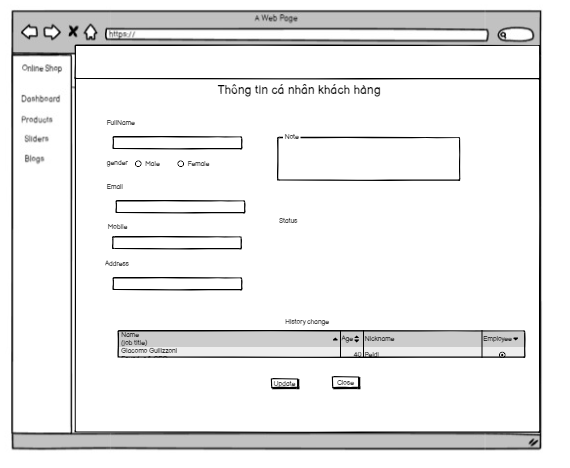 A Web Page
https://
Online Shop
Dashboard
Products
Sliders
Blogs
Thông tin cá nhân khách hàng
FullName
Note
gender Male Female
Email
Status
Mobile
Address
History change
Name
(job title)
Age Nickname Employee
Giacomo Guilizzoni
40 Peldi
Update Close